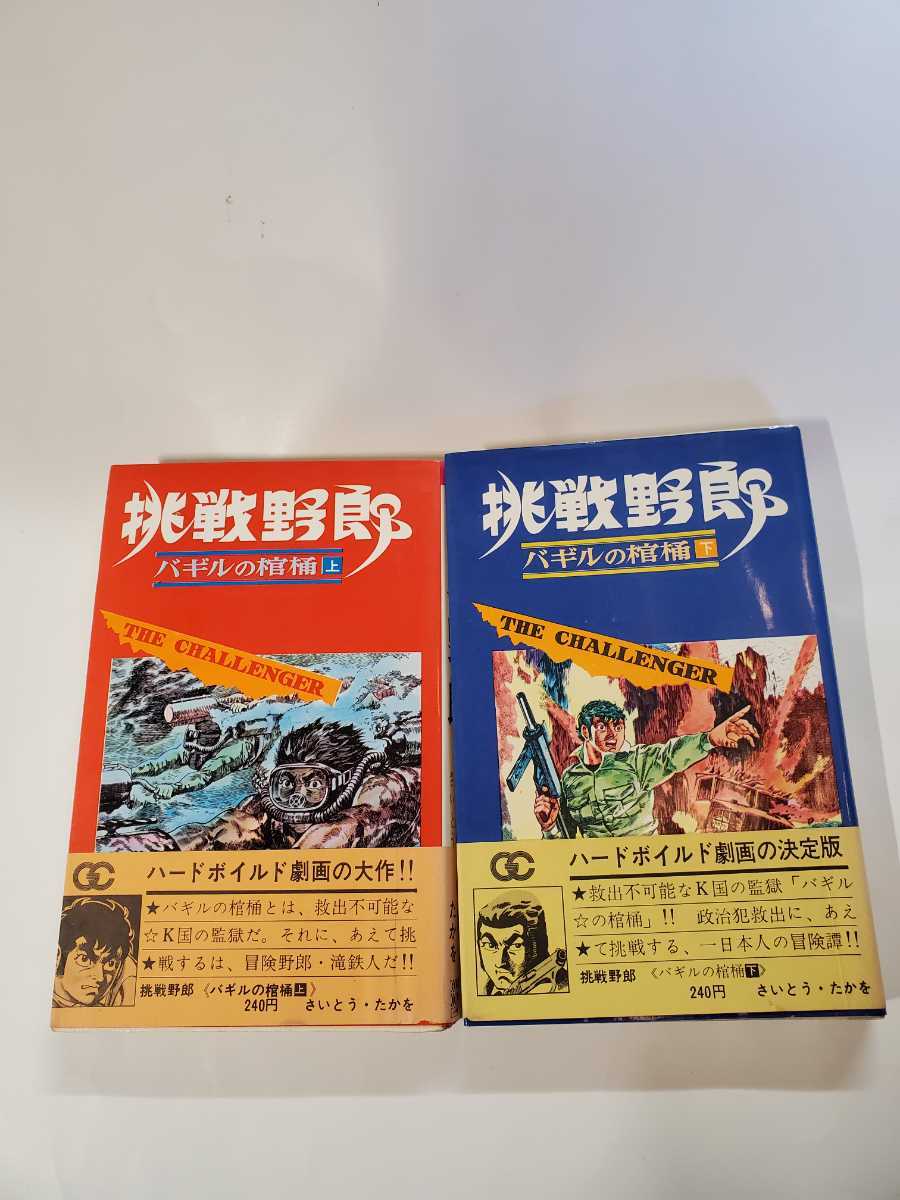 挑戦野郎
バギルの棺桶上
THE CHALLENGER
GC
ハードボイルド劇画の大作!!
★バギルの棺桶とは、救出不可能な
☆K国の監獄だ。それに、あえて挑
★戦するは、冒険野郎・滝鉄人だ!!
挑戦野郎《バギルの棺桶上》
240円 さいとう・たかを
挑戦野郎
バギルの棺桶下
THE CHALLENGER
GC
ハードボイルド劇画の決定版
★救出不可能なK国の監獄「バギル
☆の棺桶」!! 政治犯救出に、あえ
★て挑戦する、一日本人の冒険譚!!
挑戦野郎《バギルの棺桶下》
240円 さいとう・たかを